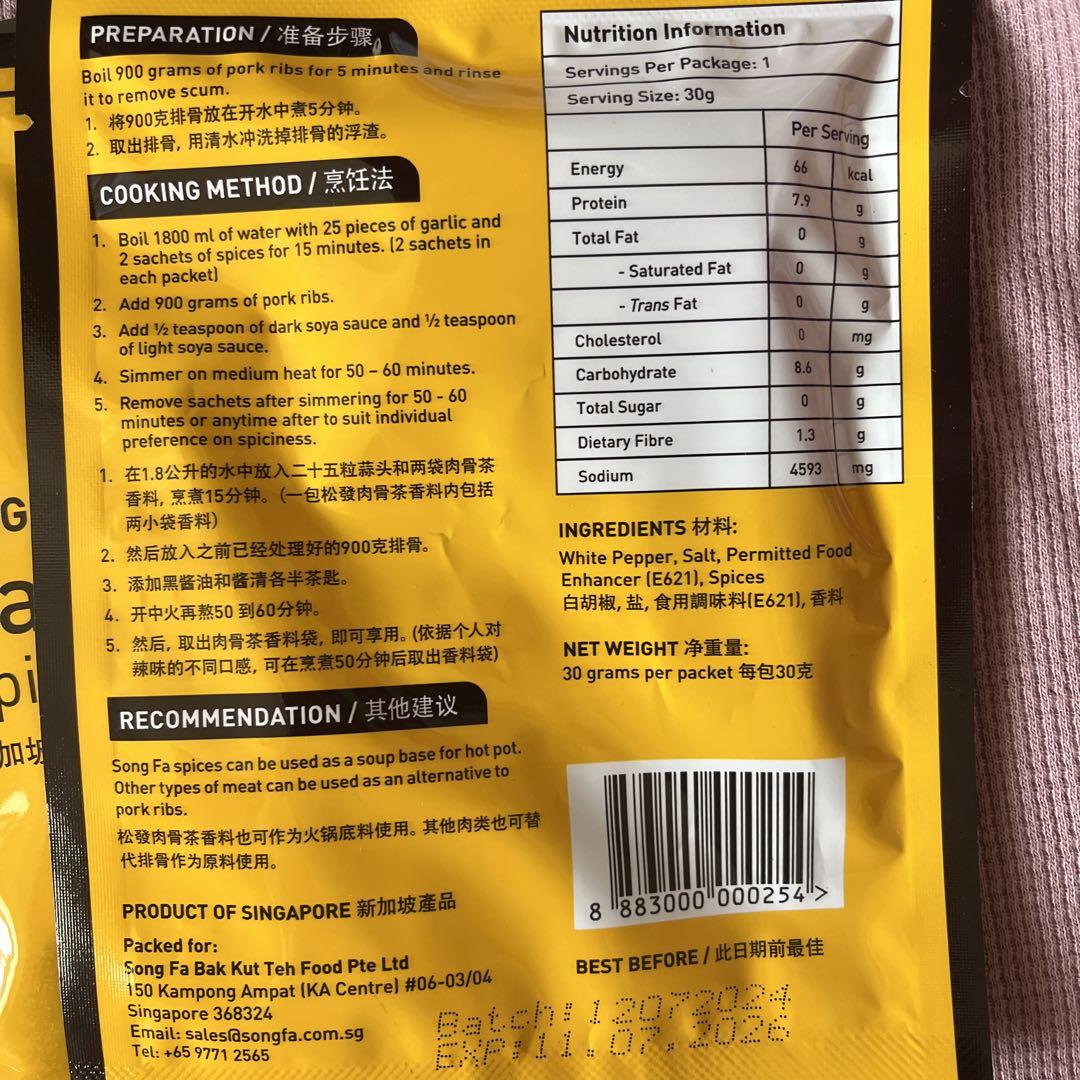 PREPARATION / 准备步骤
Boil 900 grams of pork ribs for 5 minutes and rinse
it to remove scum.
1. 将900克排骨放在开水中煮5分钟。
2. 取出排骨, 用清水冲洗掉排骨的浮渣。
COOKING METHOD / 烹饪法
1. Boil 1800 ml of water with 25 pieces of garlic and
2 sachets of spices for 15 minutes. (2 sachets in
each packet)
2. Add 900 grams of pork ribs.
3. Add ½ teaspoon of dark soya sauce and ½ teaspoon
of light soya sauce.
4. Simmer on medium heat for 50 – 60 minutes.
5. Remove sachets after simmering for 50 - 60
minutes or anytime after to suit individual
preference on spiciness.
1. 在1.8公升的水中放入二十五粒蒜头和两袋肉骨茶
香料, 烹煮15分钟。(一包松發肉骨茶香料内包括
两小袋香料)
2. 然后放入之前已经处理好的900克排骨。
3. 添加黑酱油和酱清各半茶匙。
4. 开中火再熬50 到60分钟。
5. 然后, 取出肉骨茶香料袋, 即可享用。(依据个人对
辣味的不同口感, 可在烹煮50分钟后取出香料袋)
RECOMMENDATION / 其他建议
Song Fa spices can be used as a soup base for hot pot.
Other types of meat can be used as an alternative to
pork ribs.
松發肉骨茶香料也可作为火锅底料使用。其他肉类也可替
代排骨作为原料使用。
PRODUCT OF SINGAPORE 新加坡產品
Packed for:
Song Fa Bak Kut Teh Food Pte Ltd
150 Kampong Ampat (KA Centre) #06-03/04
Singapore 368324
Email: sales@songfa.com.sg
Tel: +65 9771 2565
Nutrition Information
Servings Per Package: 1
Serving Size: 30g
Per Serving
Energy 66 kcal
Protein 7.9 g
Total Fat 0 g
- Saturated Fat 0 g
- Trans Fat 0 g
Cholesterol 0 mg
Carbohydrate 8.6 g
Total Sugar 0 g
Dietary Fibre 1.3 g
Sodium 4593 mg
INGREDIENTS 材料:
White Pepper, Salt, Permitted Food
Enhancer (E621), Spices
白胡椒, 盐, 食用調味料(E621), 香料
NET WEIGHT 净重量:
30 grams per packet 每包30克
8 883000 000254 >
BEST BEFORE / 此日期前最佳
Batch: 12072024
EXP: 11.07.2026
G
a
pi
加坡